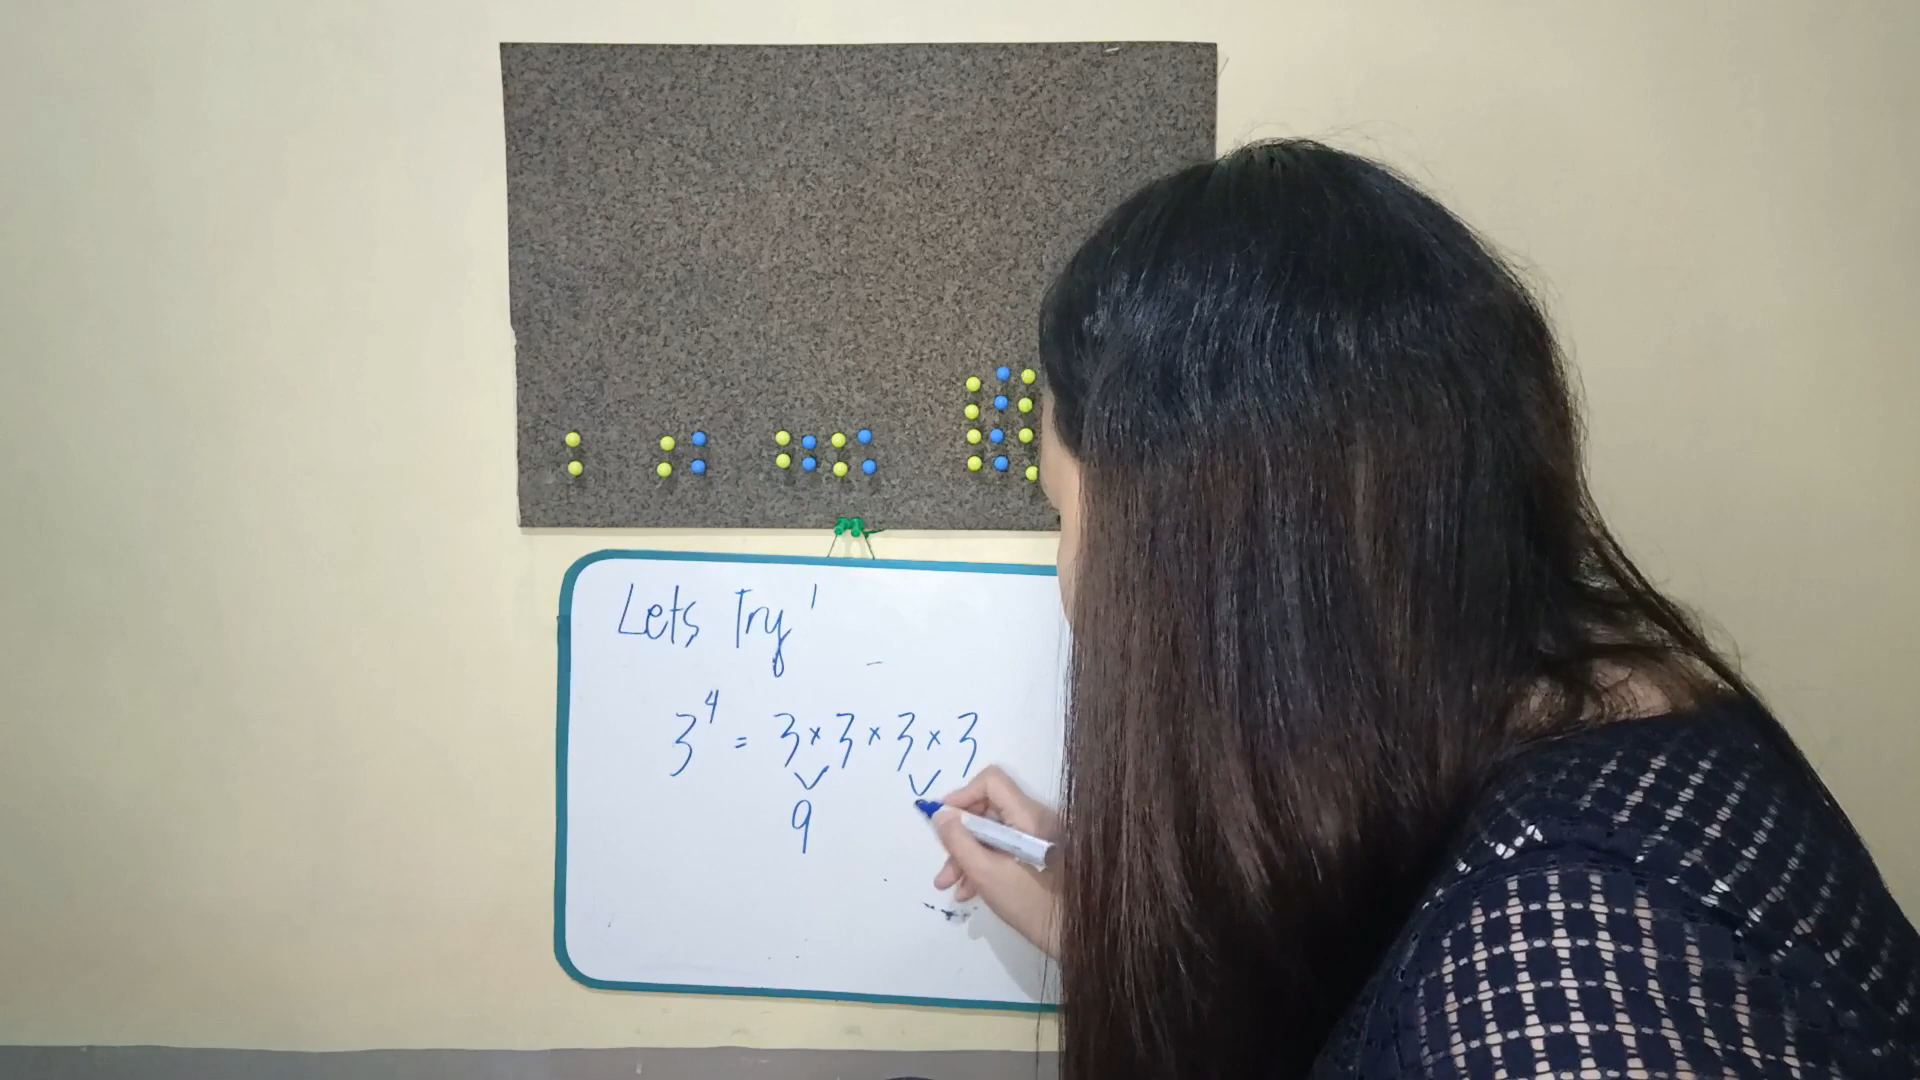 Lets Try '
3⁴ = 3 × 3 × 3 × 3
9